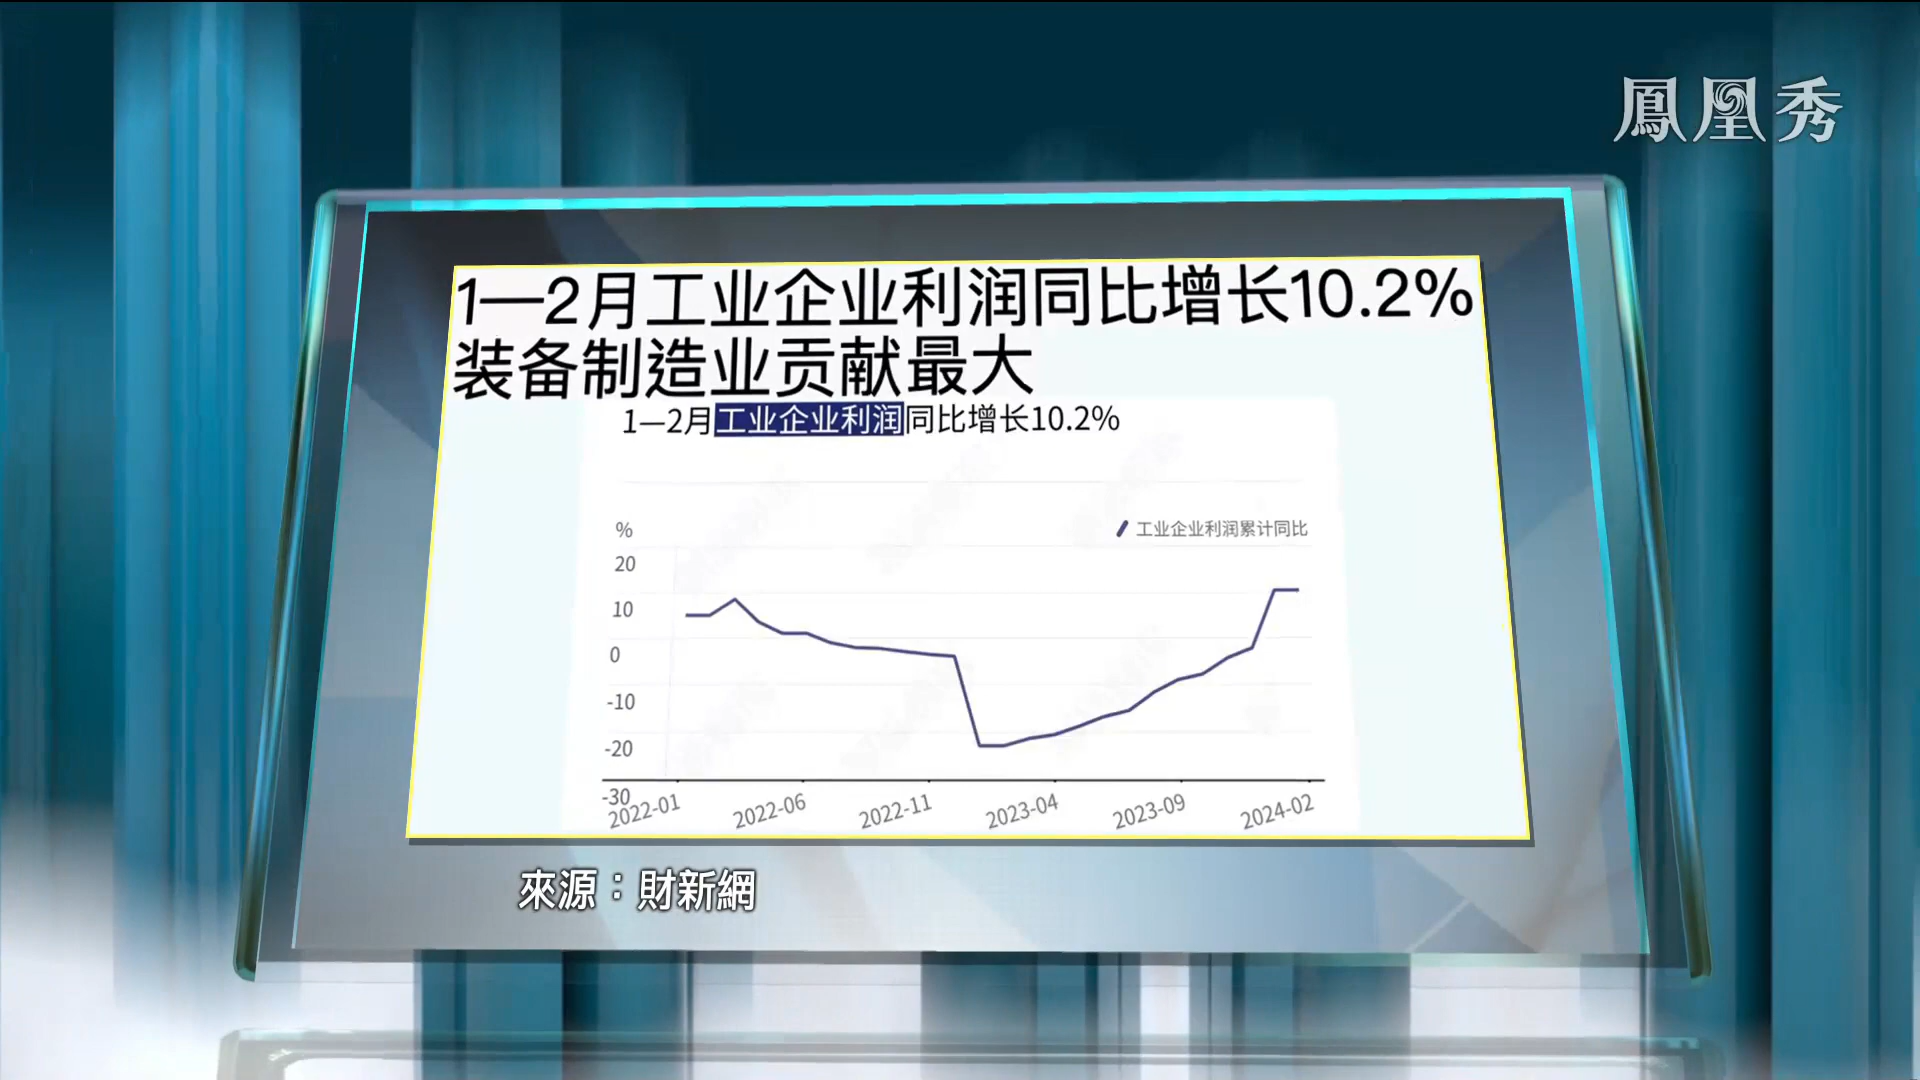 鳳凰秀
1—2月工业企业利润同比增长10.2%
装备制造业贡献最大
1—2月工业企业利润同比增长10.2%
%
工业企业利润累计同比
20
10
0
-10
-20
-30
2022-01
2022-06
2022-11
2023-04
2023-09
2024-02
來源：財新網